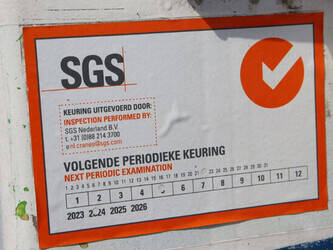 SGS
KEURING UITGEVOERD DOOR:
INSPECTION PERFORMED BY:
SGS Nederland B.V.
t. +31 (0)88 214 3700
nl.cranes@sgs.com
VOLGENDE PERIODIEKE KEURING
NEXT PERIODIC EXAMINATION
1 2 3 4 5 6 7 8 9 10 11 12 13 14 15 16 17 18 19 20 21 22 23 24 25 26 27 28 29 30 31
1 2 3 4 5 6 7 8 9 10 11 12
2023 2024 2025 2026